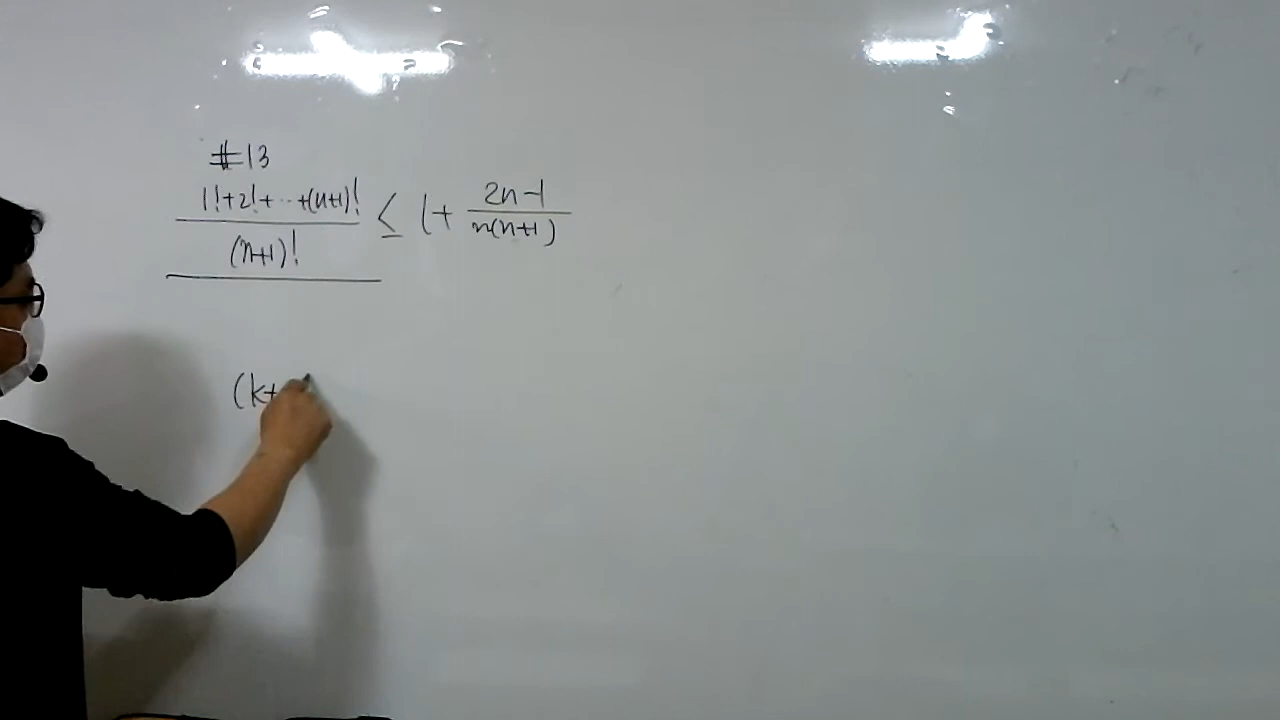 #13
1!+2!+⋯+(n+1)! / (n+1)! ≤ 1 + 2n-1 / n(n+1)
(k+